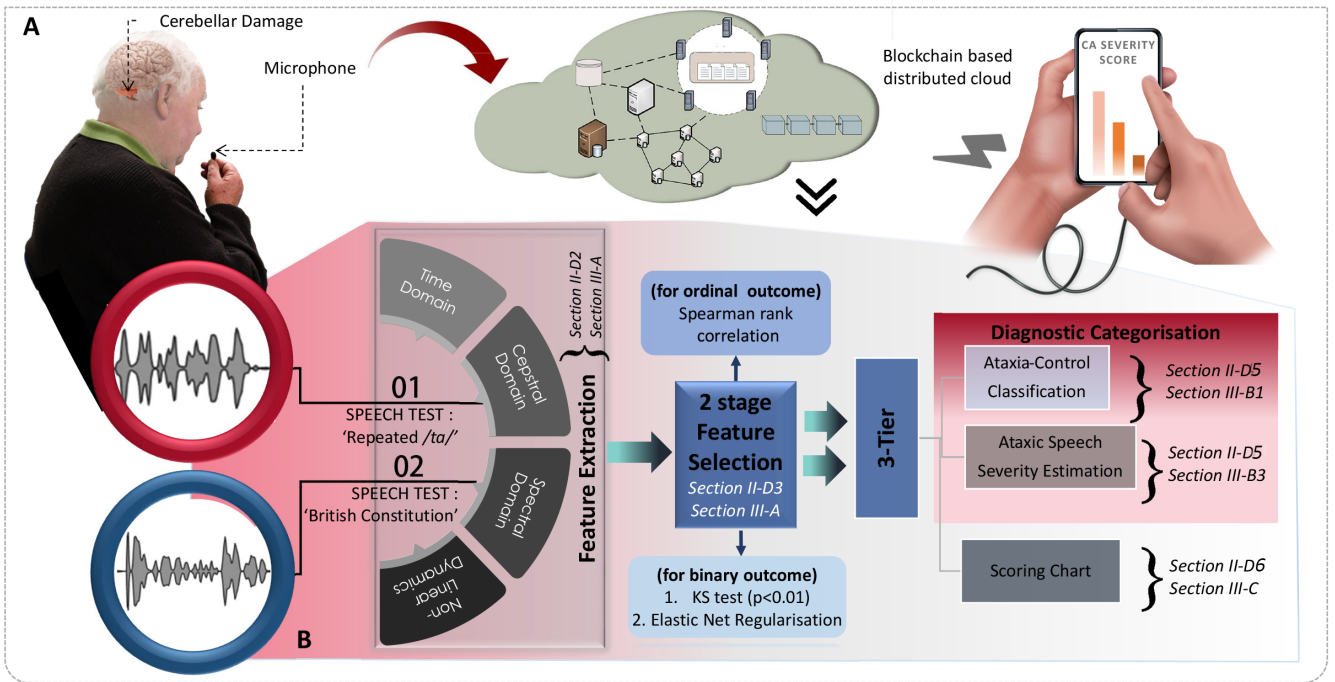 A
Cerebellar Damage
Microphone
Blockchain based
distributed cloud
CA SEVERITY
SCORE
Time
Domain
Cepstral
Domain
Spectral
Domain
Non-
Linear
Dynamics
Section II-D2
Section III-A
Feature Extraction
01
SPEECH TEST :
‘Repeated /ta/’
02
SPEECH TEST :
‘British Constitution’
B
(for ordinal outcome)
Spearman rank
correlation
2 stage
Feature
Selection
Section II-D3
Section III-A
(for binary outcome)
1. KS test (p<0.01)
2. Elastic Net Regularisation
3-Tier
Diagnostic Categorisation
Ataxia-Control
Classification
Section II-D5
Section III-B1
Ataxic Speech
Severity Estimation
Section II-D5
Section III-B3
Scoring Chart
Section II-D6
Section III-C